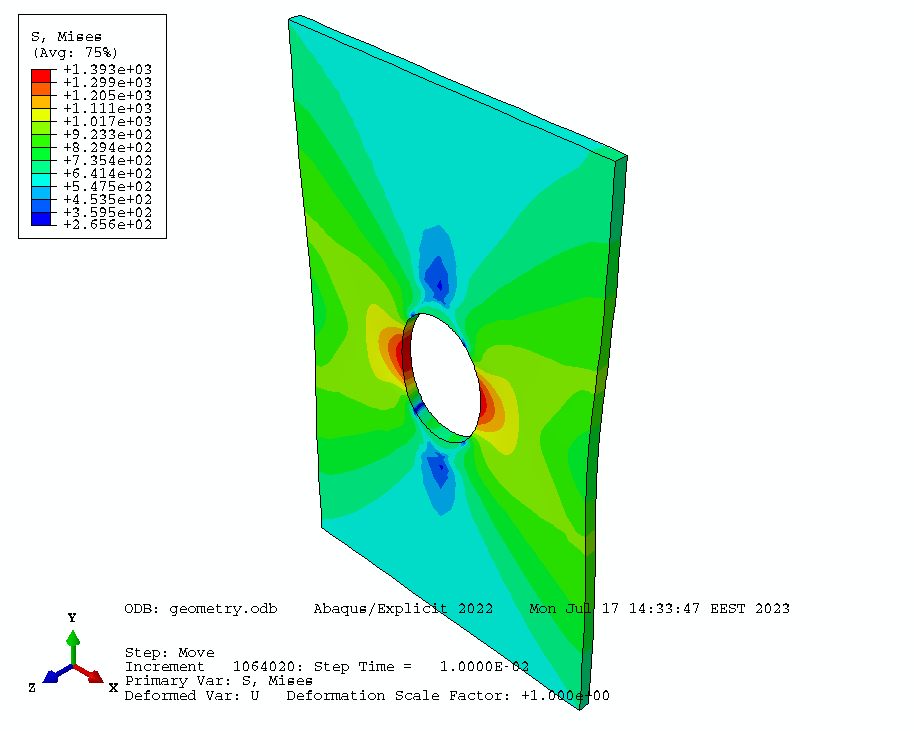 S, Mises
(Avg: 75%)
+1.393e+03
+1.299e+03
+1.205e+03
+1.111e+03
+1.017e+03
+9.233e+02
+8.294e+02
+7.354e+02
+6.414e+02
+5.475e+02
+4.535e+02
+3.595e+02
+2.656e+02
ODB: geometry.odb    Abaqus/Explicit 2022    Mon Jul 17 14:33:47 EEST 2023
Y
Z
X
Step: Move
Increment   1064020: Step Time =   1.0000E-02
Primary Var: S, Mises
Deformed Var: U   Deformation Scale Factor: +1.000e+00